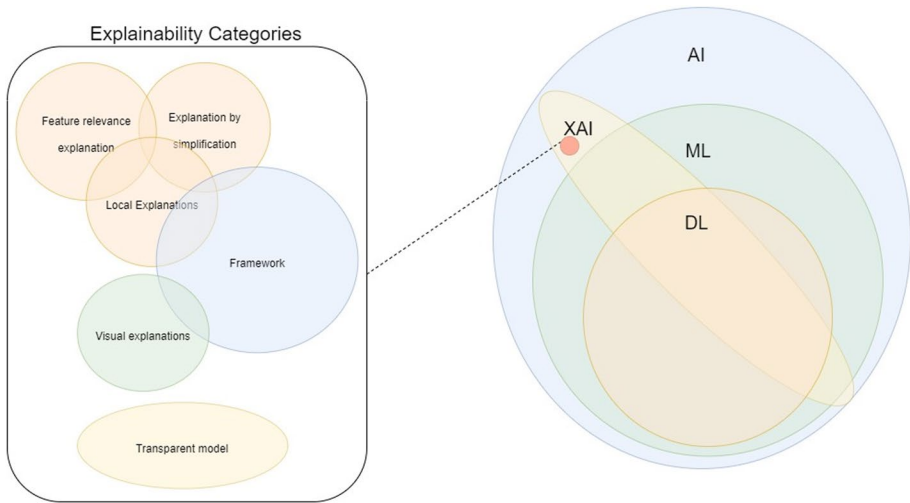 Explainability Categories
Feature relevance
explanation
Explanation by
simplification
Local Explanations
Framework
Visual explanations
Transparent model
AI
XAI
ML
DL